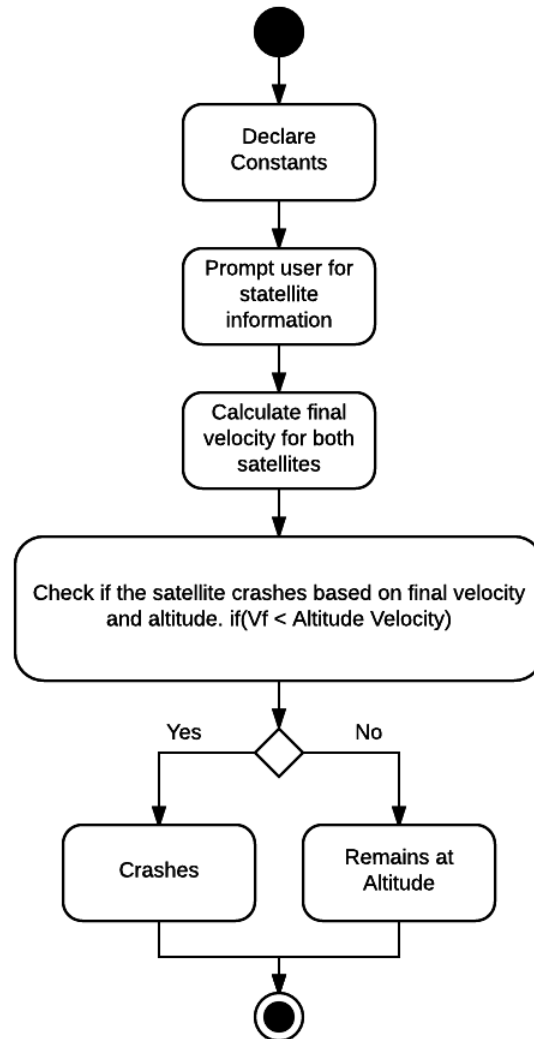 Declare
Constants
Prompt user for
statellite
information
Calculate final
velocity for both
satellites
Check if the satellite crashes based on final velocity
and altitude. if(Vf < Altitude Velocity)
Yes
No
Crashes
Remains at
Altitude